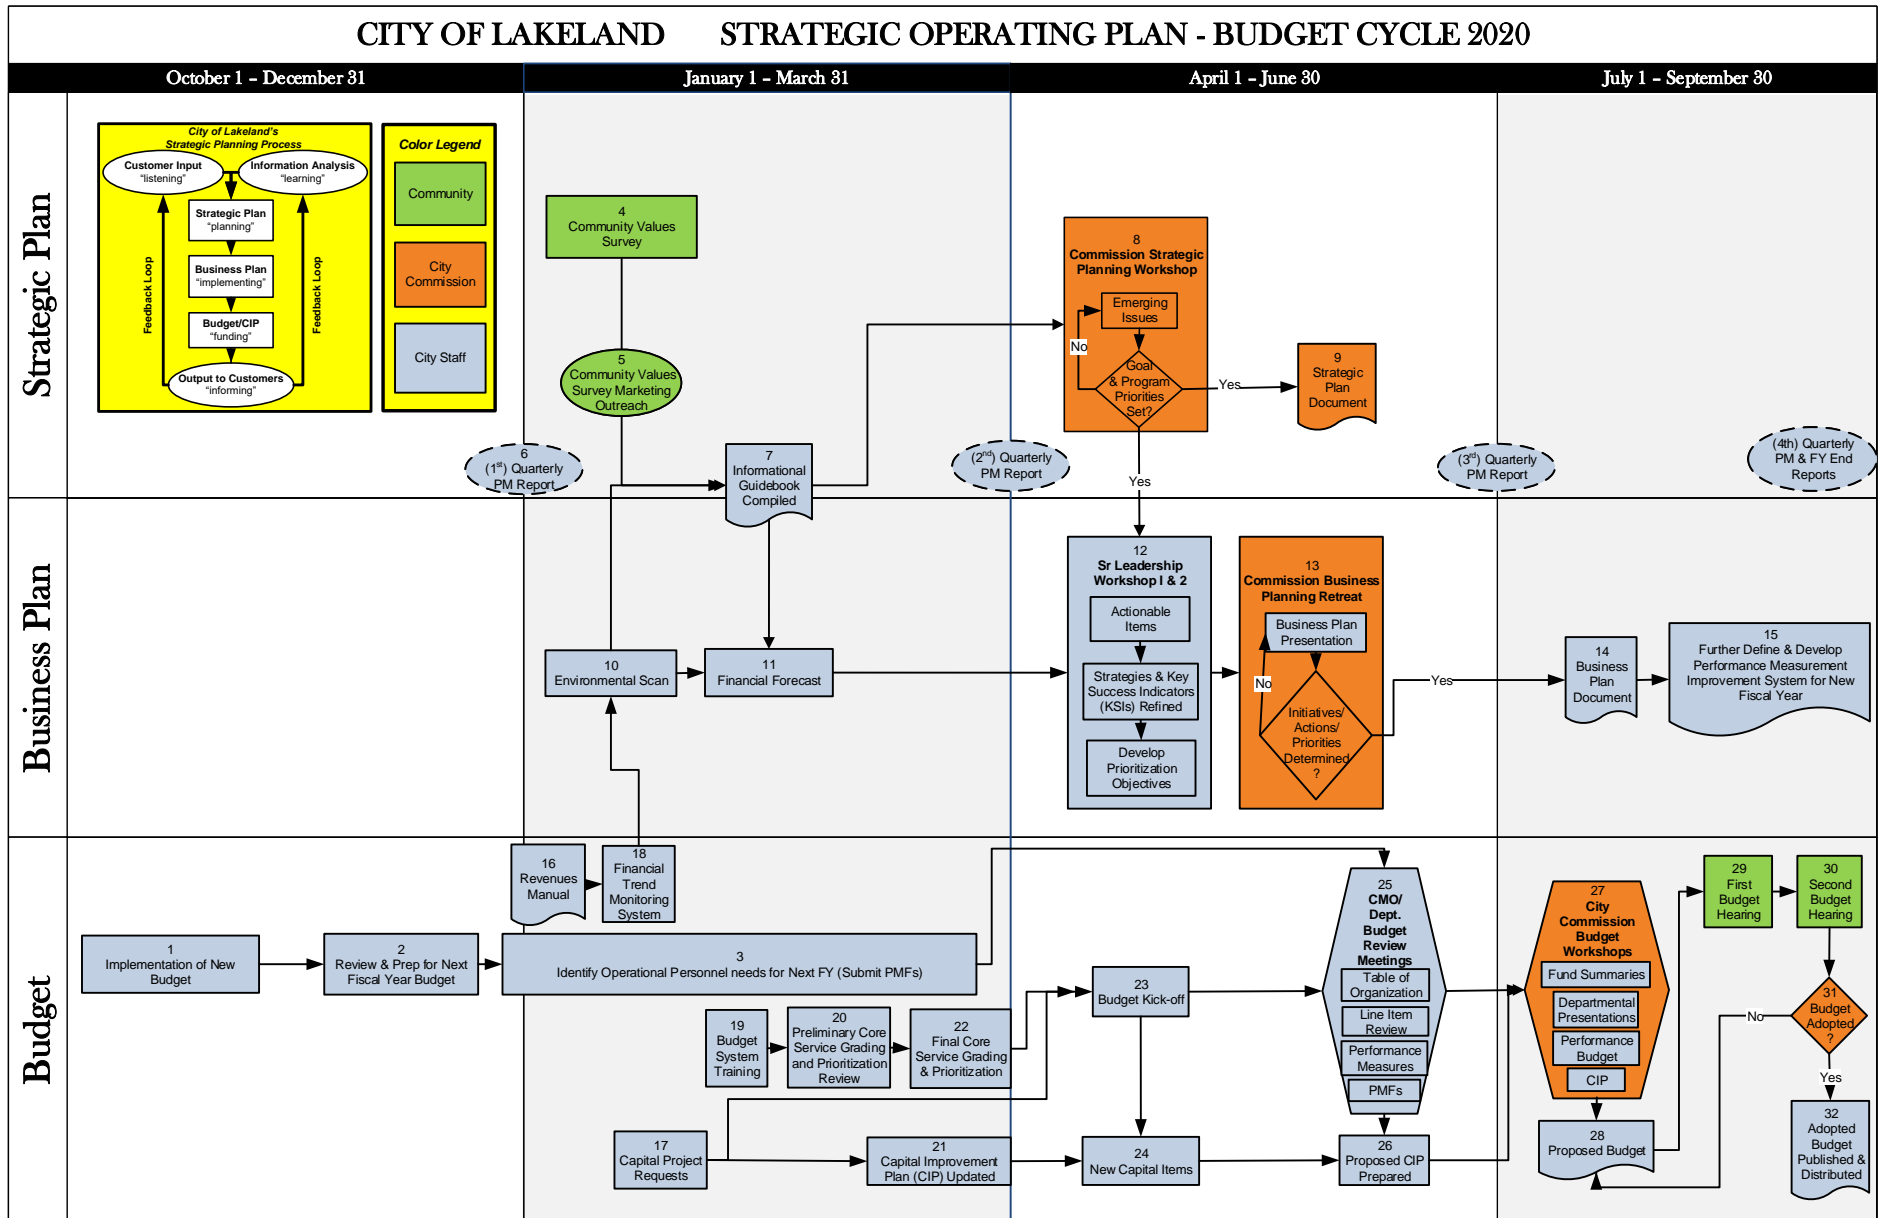 CITY OF LAKELAND STRATEGIC OPERATING PLAN - BUDGET CYCLE 2020
October 1 – December 31
January 1 – March 31
April 1 – June 30
July 1 – September 30
Strategic Plan
City of Lakeland's
Strategic Planning Process
Customer Input
"listening"
Information Analysis
"learning"
Strategic Plan
"planning"
Business Plan
"implementing"
Budget/CIP
"funding"
Output to Customers
"informing"
Feedback Loop
Feedback Loop
Color Legend
Community
City
Commission
City Staff
4
Community Values
Survey
5
Community Values
Survey Marketing
Outreach
6
(1st) Quarterly
PM Report
7
Informational
Guidebook
Compiled
(2nd) Quarterly
PM Report
8
Commission Strategic
Planning Workshop
Emerging
Issues
No
Goal
& Program
Priorities
Set?
Yes
Yes
9
Strategic
Plan
Document
(3rd) Quarterly
PM Report
(4th) Quarterly
PM & FY End
Reports
Business Plan
10
Environmental Scan
11
Financial Forecast
12
Sr Leadership
Workshop I & 2
Actionable
Items
Strategies & Key
Success Indicators
(KSIs) Refined
Develop
Prioritization
Objectives
13
Commission Business
Planning Retreat
Business Plan
Presentation
No
Initiatives/
Actions/
Priorities
Determined
?
Yes
14
Business
Plan
Document
15
Further Define & Develop
Performance Measurement
Improvement System for New
Fiscal Year
Budget
16
Revenues
Manual
18
Financial
Trend
Monitoring
System
1
Implementation of New
Budget
2
Review & Prep for Next
Fiscal Year Budget
3
Identify Operational Personnel needs for Next FY (Submit PMFs)
19
Budget
System
Training
20
Preliminary Core
Service Grading
and Prioritization
Review
22
Final Core
Service Grading
& Prioritization
17
Capital Project
Requests
21
Capital Improvement
Plan (CIP) Updated
23
Budget Kick-off
24
New Capital Items
25
CMO/
Dept.
Budget
Review
Meetings
Table of
Organization
Line Item
Review
Performance
Measures
PMFs
26
Proposed CIP
Prepared
27
City
Commission
Budget
Workshops
Fund Summaries
Departmental
Presentations
Performance
Budget
CIP
28
Proposed Budget
29
First
Budget
Hearing
30
Second
Budget
Hearing
31
Budget
Adopted
?
No
Yes
32
Adopted
Budget
Published &
Distributed